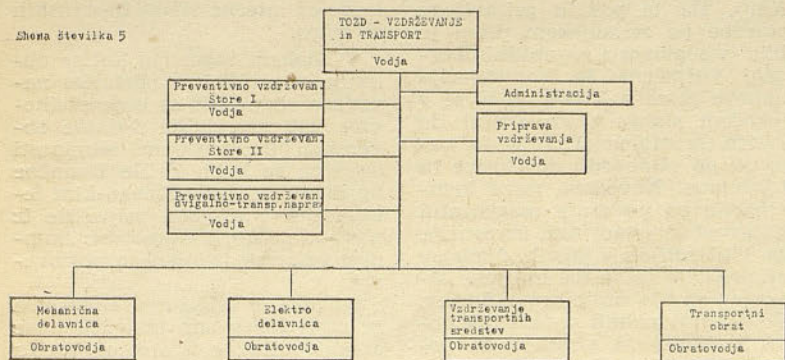 Shema številka 5
TOZD - VZDRŽEVANJE
in TRANSPORT
Vodja
Preventivno vzdrževan.
Štore I
Vodja
Administracija
Preventivno vzdrževan.
Štore II
Vodja
Priprava
vzdrževanja
Vodja
Preventivno vzdrževan.
dvigalno-transp.naprav
Vodja
Mehanična
delavnica
Obratovodja
Elektro
delavnica
Obratovodja
Vzdrževanje
transportnih
sredstev
Obratovodja
Transportni
obrat
Obratovodja